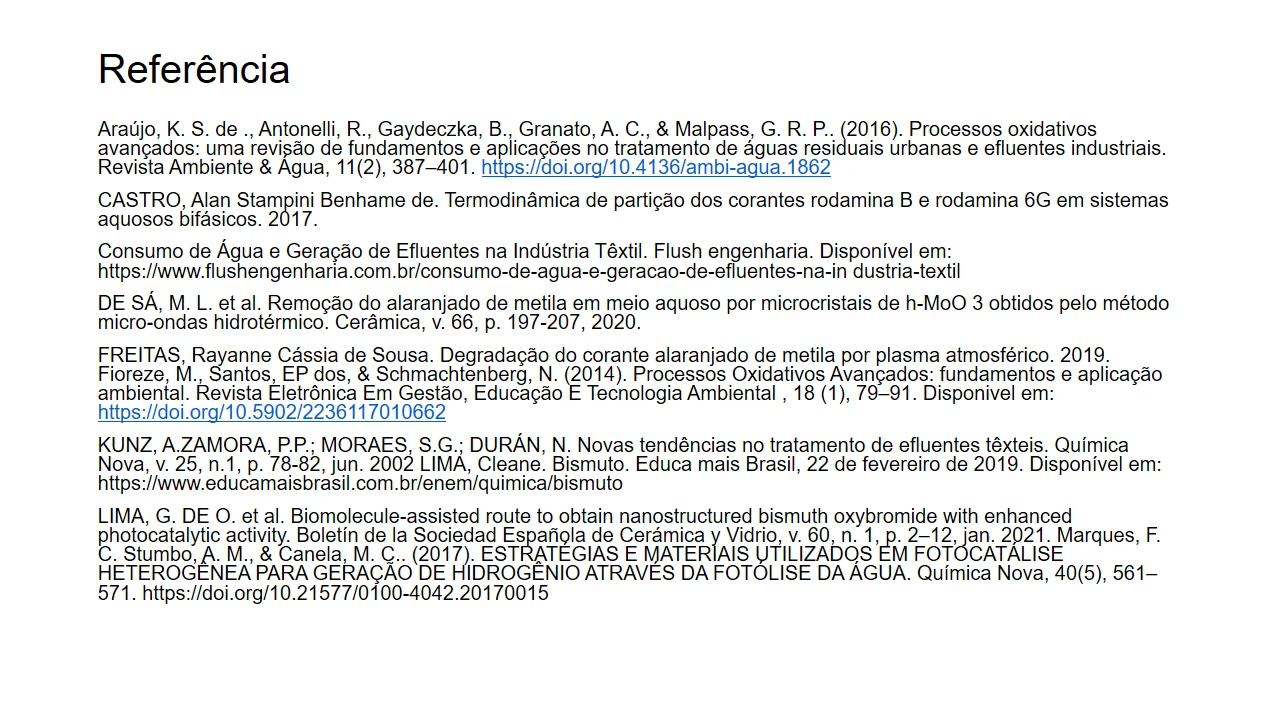 Referência
Araújo, K. S. de ., Antonelli, R., Gaydeczka, B., Granato, A. C., & Malpass, G. R. P.. (2016). Processos oxidativos
avançados: uma revisão de fundamentos e aplicações no tratamento de águas residuais urbanas e efluentes industriais.
Revista Ambiente & Água, 11(2), 387–401. https://doi.org/10.4136/ambi-agua.1862
CASTRO, Alan Stampini Benhame de. Termodinâmica de partição dos corantes rodamina B e rodamina 6G em sistemas
aquosos bifásicos. 2017.
Consumo de Água e Geração de Efluentes na Indústria Têxtil. Flush engenharia. Disponível em:
https://www.flushengenharia.com.br/consumo-de-agua-e-geracao-de-efluentes-na-in dustria-textil
DE SÁ, M. L. et al. Remoção do alaranjado de metila em meio aquoso por microcristais de h-MoO 3 obtidos pelo método
micro-ondas hidrotérmico. Cerâmica, v. 66, p. 197-207, 2020.
FREITAS, Rayanne Cássia de Sousa. Degradação do corante alaranjado de metila por plasma atmosférico. 2019.
Fioreze, M., Santos, EP dos, & Schmachtenberg, N. (2014). Processos Oxidativos Avançados: fundamentos e aplicação
ambiental. Revista Eletrônica Em Gestão, Educação E Tecnologia Ambiental , 18 (1), 79–91. Disponivel em:
https://doi.org/10.5902/2236117010662
KUNZ, A.ZAMORA, P.P.; MORAES, S.G.; DURÁN, N. Novas tendências no tratamento de efluentes têxteis. Química
Nova, v. 25, n.1, p. 78-82, jun. 2002 LIMA, Cleane. Bismuto. Educa mais Brasil, 22 de fevereiro de 2019. Disponível em:
https://www.educamaisbrasil.com.br/enem/quimica/bismuto
LIMA, G. DE O. et al. Biomolecule-assisted route to obtain nanostructured bismuth oxybromide with enhanced
photocatalytic activity. Boletín de la Sociedad Española de Cerámica y Vidrio, v. 60, n. 1, p. 2–12, jan. 2021. Marques, F.
C. Stumbo, A. M., & Canela, M. C.. (2017). ESTRATÉGIAS E MATERIAIS UTILIZADOS EM FOTOCATÁLISE
HETEROGÊNEA PARA GERAÇÃO DE HIDROGÊNIO ATRAVÉS DA FOTÓLISE DA ÁGUA. Química Nova, 40(5), 561–
571. https://doi.org/10.21577/0100-4042.20170015